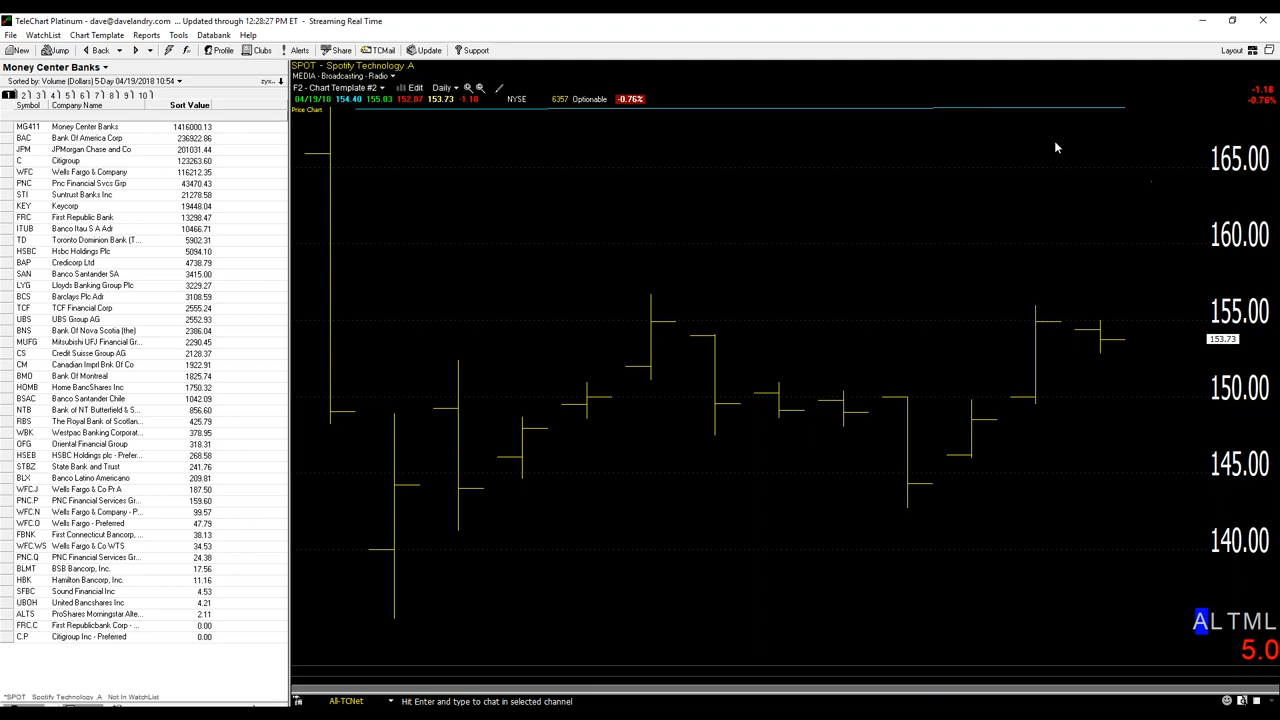 TeleChart Platinum - dave@davelandry.com ... Updated through 12:28:27 PM ET - Streaming Real Time
File WatchList Chart Template Reports Tools Databank Help
New Jump Back Profile Clubs Alerts Share TCMail Update Support Layout
Money Center Banks
Sorted by: Volume (Dollars) 5-Day 04/19/2018 10:54 zyx..
1 2 3 4 5 6 7 8 9 10
Symbol Company Name Sort Value
MG411 Money Center Banks 1416000.13
BAC Bank Of America Corp 236922.86
JPM JPMorgan Chase and Co 201031.44
C Citigroup 123263.60
WFC Wells Fargo & Company 116212.35
PNC Pnc Financial Svcs Grp 43470.43
STI Suntrust Banks Inc 21278.58
KEY Keycorp 19448.04
FRC First Republic Bank 13298.47
ITUB Banco Itau S A Adr 10466.71
TD Toronto Dominion Bank (T... 5902.31
HSBC Hsbc Holdings Plc 5094.10
BAP Credicorp Ltd 4738.79
SAN Banco Santander SA 3415.00
LYG Lloyds Banking Group Plc 3229.27
BCS Barclays Plc Adr 3108.59
TCF TCF Financial Corp 2555.24
UBS UBS Group AG 2552.93
BNS Bank Of Nova Scotia (the) 2386.04
MUFG Mitsubishi UFJ Financial Gr... 2290.45
CS Credit Suisse Group AG 2128.37
CM Canadian Imprl Bnk Of Co 1922.91
BMO Bank Of Montreal 1825.74
HOMB Home BancShares Inc 1750.32
BSAC Banco Santander Chile 1042.09
NTB Bank of NT Butterfield & S... 856.60
RBS The Royal Bank of Scotlan... 425.79
WBK Westpac Banking Corporat... 378.95
OFG Oriental Financial Group 318.31
HSEB HSBC Holdings plc - Prefer... 268.58
STBZ State Bank and Trust 241.76
BLX Banco Latino Americano 209.81
WFC.J Wells Fargo & Co Pr A 187.50
PNC.P PNC Financial Services Gr... 159.60
WFC.N Wells Fargo & Company - P... 99.57
WFC.O Wells Fargo - Preferred 47.79
FBNK First Connecticut Bancorp, ... 38.13
WFC.WS Wells Fargo & Co WTS 34.53
PNC.Q PNC Financial Services Gr... 24.38
BLMT BSB Bancorp, Inc. 17.56
HBK Hamilton Bancorp, Inc. 11.16
SFBC Sound Financial Inc 4.53
UBOH United Bancshares Inc 4.21
ALTS ProShares Morningstar Alte... 2.11
FRC.C First Republicbank Corp - ... 0.00
C.P Citigroup Inc - Preferred 0.00
*SPOT Spotify Technology .A Not In WatchList
SPOT - Spotify Technology .A
MEDIA - Broadcasting - Radio
F2 - Chart Template #2 Edit Daily
04/19/18 154.40 155.03 152.07 153.73 -1.18 NYSE 6357 Optionable -0.76%
Price Chart
-1.18
-0.76%
165.00
160.00
155.00
153.73
150.00
145.00
140.00
ALTML
5.0
All-TCNet Hit Enter and type to chat in selected channel